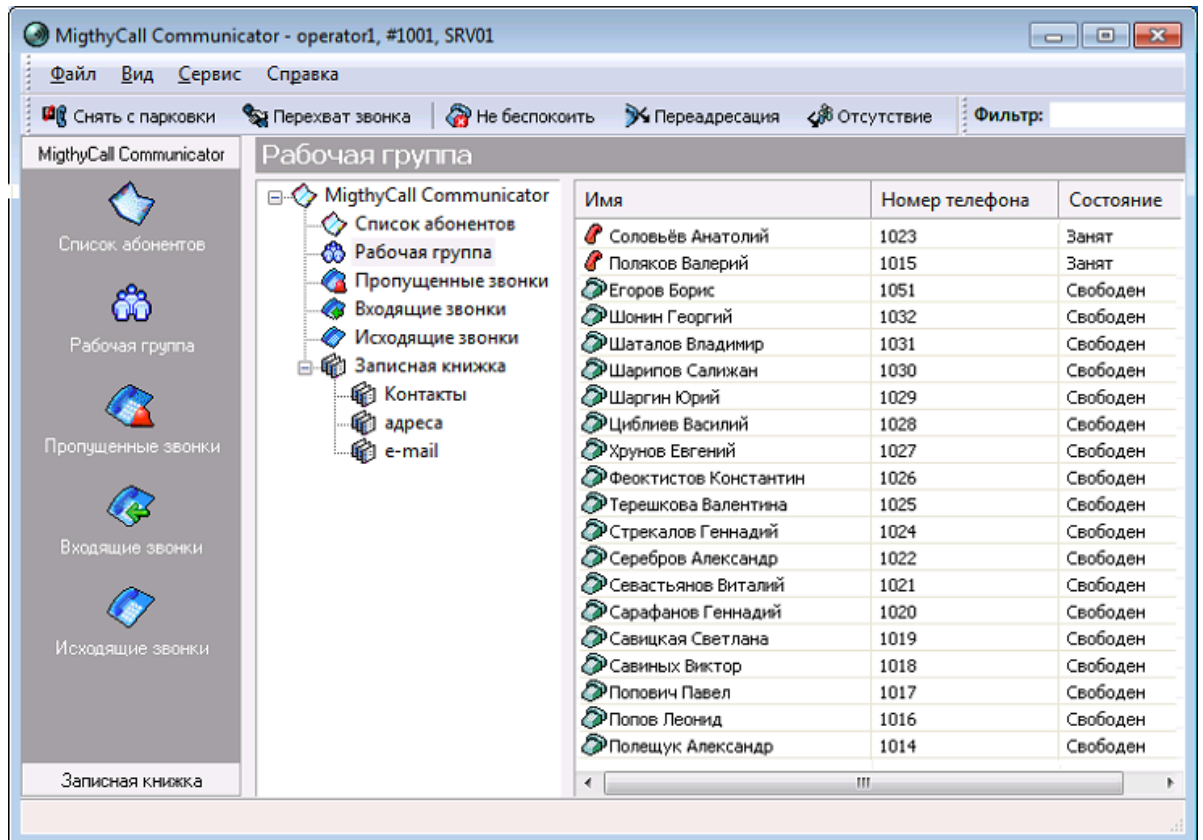 MigthyCall Communicator - operator1, #1001, SRV01
Файл Вид Сервис Справка
Снять с парковки Перехват звонка Не беспокоить Переадресация Отсутствие Фильтр:
MigthyCall Communicator
Список абонентов
Рабочая группа
Пропущенные звонки
Входящие звонки
Исходящие звонки
Записная книжка
Рабочая группа
MigthyCall Communicator
Список абонентов
Рабочая группа
Пропущенные звонки
Входящие звонки
Исходящие звонки
Записная книжка
Контакты
адреса
e-mail
Имя Номер телефона Состояние
Соловьёв Анатолий 1023 Занят
Поляков Валерий 1015 Занят
Егоров Борис 1051 Свободен
Шонин Георгий 1032 Свободен
Шаталов Владимир 1031 Свободен
Шарипов Салижан 1030 Свободен
Шаргин Юрий 1029 Свободен
Циблиев Василий 1028 Свободен
Хрунов Евгений 1027 Свободен
Феоктистов Константин 1026 Свободен
Терешкова Валентина 1025 Свободен
Стрекалов Геннадий 1024 Свободен
Серебров Александр 1022 Свободен
Севастьянов Виталий 1021 Свободен
Сарафанов Геннадий 1020 Свободен
Савицкая Светлана 1019 Свободен
Савиных Виктор 1018 Свободен
Попович Павел 1017 Свободен
Попов Леонид 1016 Свободен
Полещук Александр 1014 Свободен